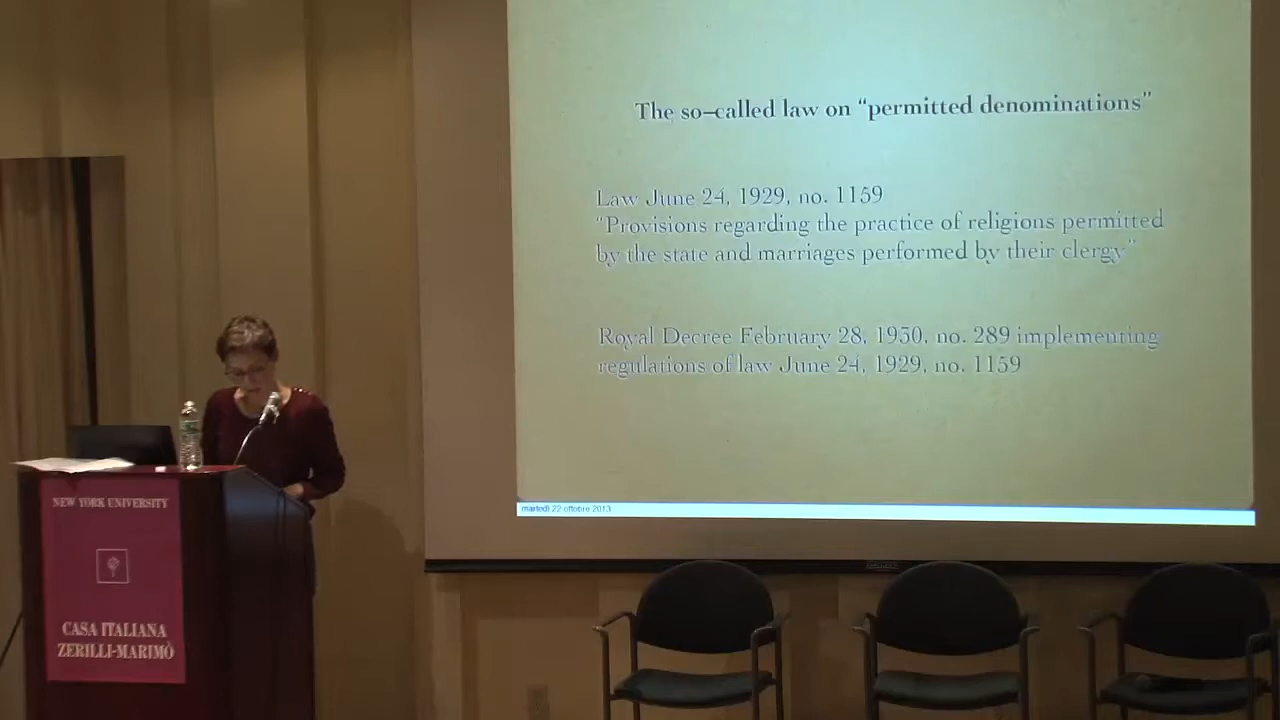 The so–called law on “permitted denominations”
Law June 24, 1929, no. 1159
“Provisions regarding the practice of religions permitted
by the state and marriages performed by their clergy”
Royal Decree February 28, 1930, no. 289 implementing
regulations of law June 24, 1929, no. 1159
martedì 22 ottobre 2013
NEW YORK UNIVERSITY
CASA ITALIANA
ZERILLI-MARIMÒ